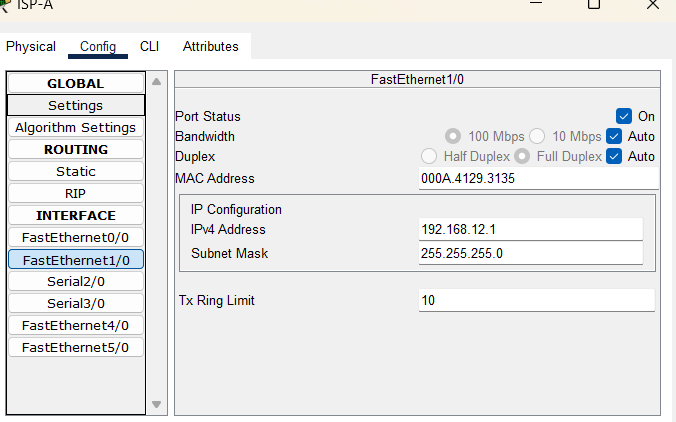 ISP-A
Physical Config CLI Attributes
GLOBAL
Settings
Algorithm Settings
ROUTING
Static
RIP
INTERFACE
FastEthernet0/0
FastEthernet1/0
Serial2/0
Serial3/0
FastEthernet4/0
FastEthernet5/0
FastEthernet1/0
Port Status On
Bandwidth 100 Mbps 10 Mbps Auto
Duplex Half Duplex Full Duplex Auto
MAC Address 000A.4129.3135
IP Configuration
IPv4 Address 192.168.12.1
Subnet Mask 255.255.255.0
Tx Ring Limit 10